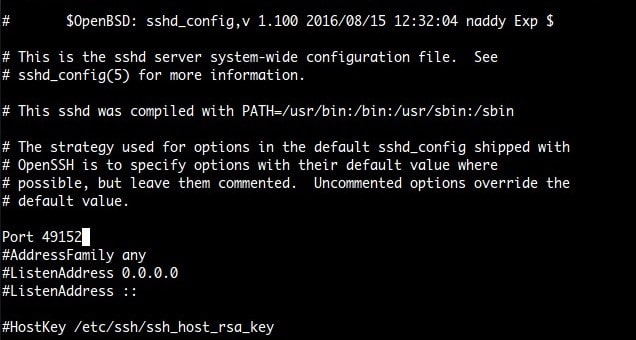 #	$OpenBSD: sshd_config,v 1.100 2016/08/15 12:32:04 naddy Exp $
# This is the sshd server system-wide configuration file.  See
# sshd_config(5) for more information.
# This sshd was compiled with PATH=/usr/bin:/bin:/usr/sbin:/sbin
# The strategy used for options in the default sshd_config shipped with
# OpenSSH is to specify options with their default value where
# possible, but leave them commented.  Uncommented options override the
# default value.
Port 49152
#AddressFamily any
#ListenAddress 0.0.0.0
#ListenAddress ::
#HostKey /etc/ssh/ssh_host_rsa_key